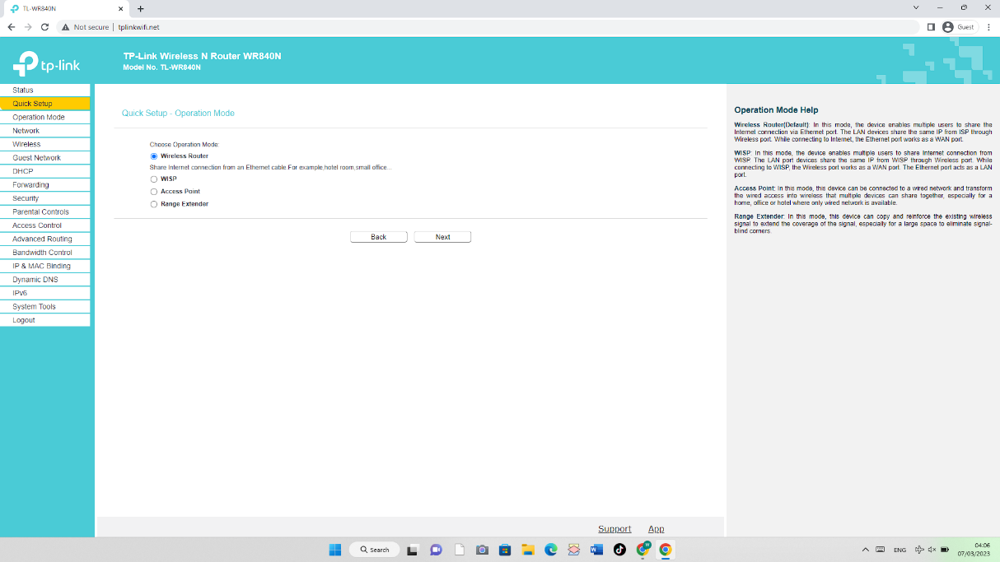 TL-WR840N
Not secure
tplinkwifi.net
Guest
tp-link
TP-Link Wireless N Router WR840N
Model No. TL-WR840N
Status
Quick Setup
Operation Mode
Network
Wireless
Guest Network
DHCP
Forwarding
Security
Parental Controls
Access Control
Advanced Routing
Bandwidth Control
IP & MAC Binding
Dynamic DNS
IPv6
System Tools
Logout
Quick Setup - Operation Mode
Choose Operation Mode:
Wireless Router
Share Internet connection from an Ethernet cable.For example,hotel room,small office...
WISP
Access Point
Range Extender
Back
Next
Operation Mode Help
Wireless Router(Default): In this mode, the device enables multiple users to share the
Internet connection via Ethernet port. The LAN devices share the same IP from ISP through
Wireless port. While connecting to Internet, the Ethernet port works as a WAN port.
WISP: In this mode, the device enables multiple users to share Internet connection from
WISP. The LAN port devices share the same IP from WISP through Wireless port. While
connecting to WISP, the Wireless port works as a WAN port. The Ethernet port acts as a LAN
port.
Access Point: In this mode, this device can be connected to a wired network and transform
the wired access into wireless that multiple devices can share together, especially for a
home, office or hotel where only wired network is available.
Range Extender: In this mode, this device can copy and reinforce the existing wireless
signal to extend the coverage of the signal, especially for a large space to eliminate signal-
blind corners.
Support
App
Search
ENG
04:06
07/03/2023